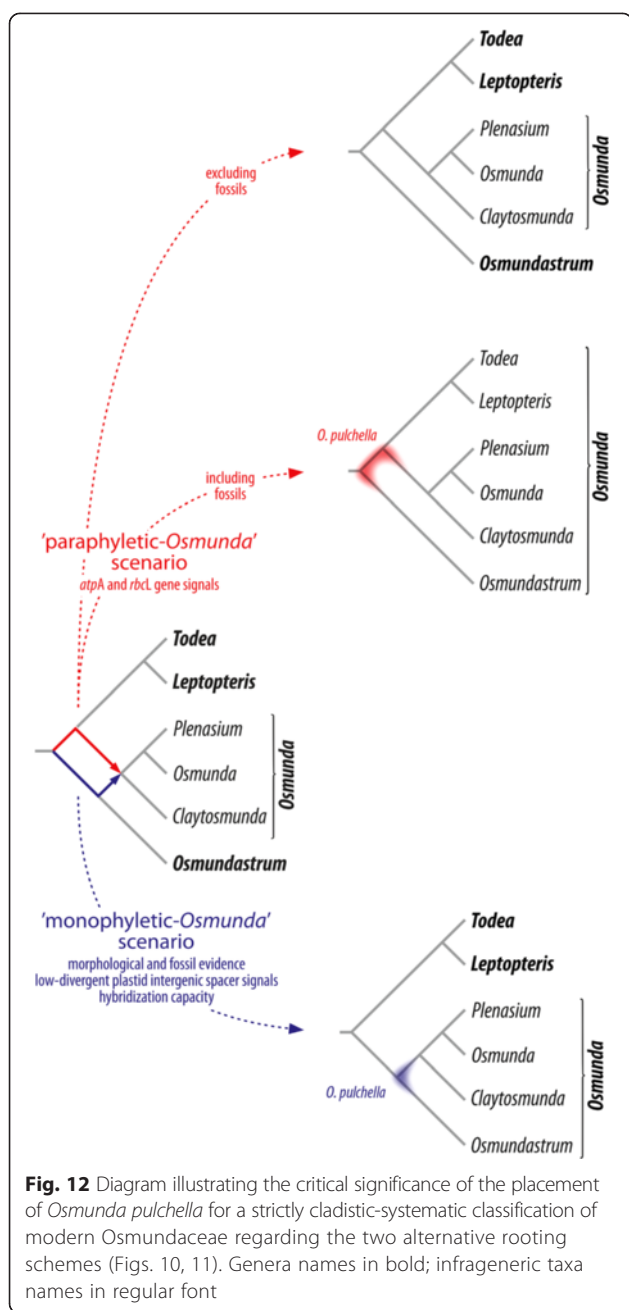 Todea
Leptopteris
Plenasium
Osmunda
Claytosmunda
Osmunda
Osmundastrum
excluding
fossils
Todea
Leptopteris
O. pulchella
Plenasium
Osmunda
Claytosmunda
Osmundastrum
Osmunda
including
fossils
'paraphyletic-Osmunda'
scenario
atpA and rbcL gene signals
Todea
Leptopteris
Plenasium
Osmunda
Claytosmunda
Osmunda
Osmundastrum
'monophyletic-Osmunda'
scenario
morphological and fossil evidence
low-divergent plastid intergenic spacer signals
hybridization capacity
Todea
Leptopteris
Plenasium
Osmunda
O. pulchella
Claytosmunda
Osmundastrum
Osmunda
Fig. 12 Diagram illustrating the critical significance of the placement
of Osmunda pulchella for a strictly cladistic-systematic classification of
modern Osmundaceae regarding the two alternative rooting
schemes (Figs. 10, 11). Genera names in bold; infrageneric taxa
names in regular font